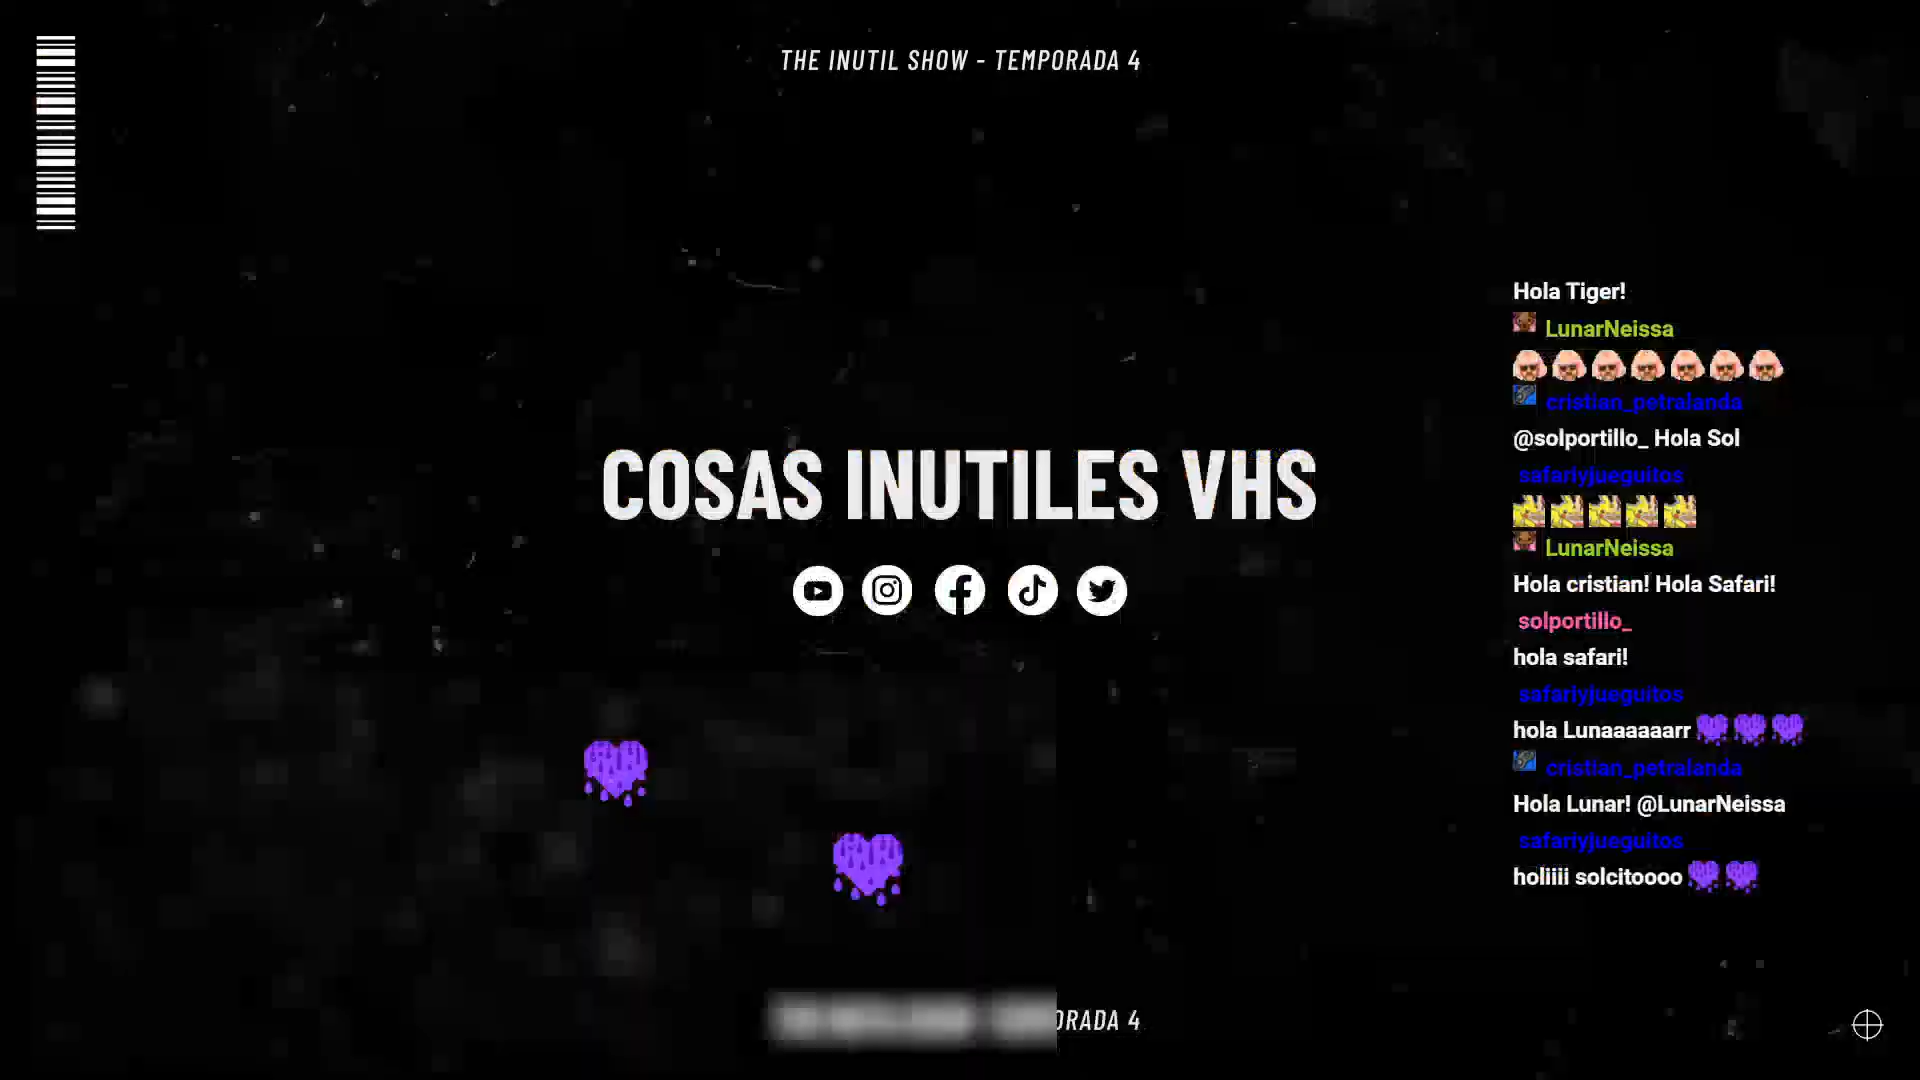 THE INUTIL SHOW - TEMPORADA 4
COSAS INUTILES VHS
Hola Tiger!
LunarNeissa
cristian_petralanda
@solportillo_ Hola Sol
safariyjueguitos
LunarNeissa
Hola cristian! Hola Safari!
solportillo_
hola safari!
safariyjueguitos
hola Lunaaaaaarr
cristian_petralanda
Hola Lunar! @LunarNeissa
safariyjueguitos
holiiii solcitoooo
ORADA 4